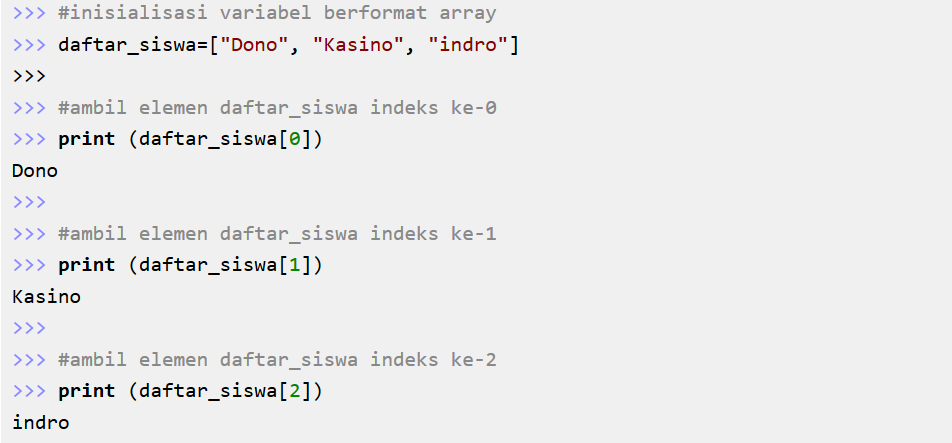 >>> #inisialisasi variabel berformat array
>>> daftar_siswa=["Dono", "Kasino", "indro"]
>>>
>>> #ambil elemen daftar_siswa indeks ke-0
>>> print (daftar_siswa[0])
Dono
>>>
>>> #ambil elemen daftar_siswa indeks ke-1
>>> print (daftar_siswa[1])
Kasino
>>>
>>> #ambil elemen daftar_siswa indeks ke-2
>>> print (daftar_siswa[2])
indro